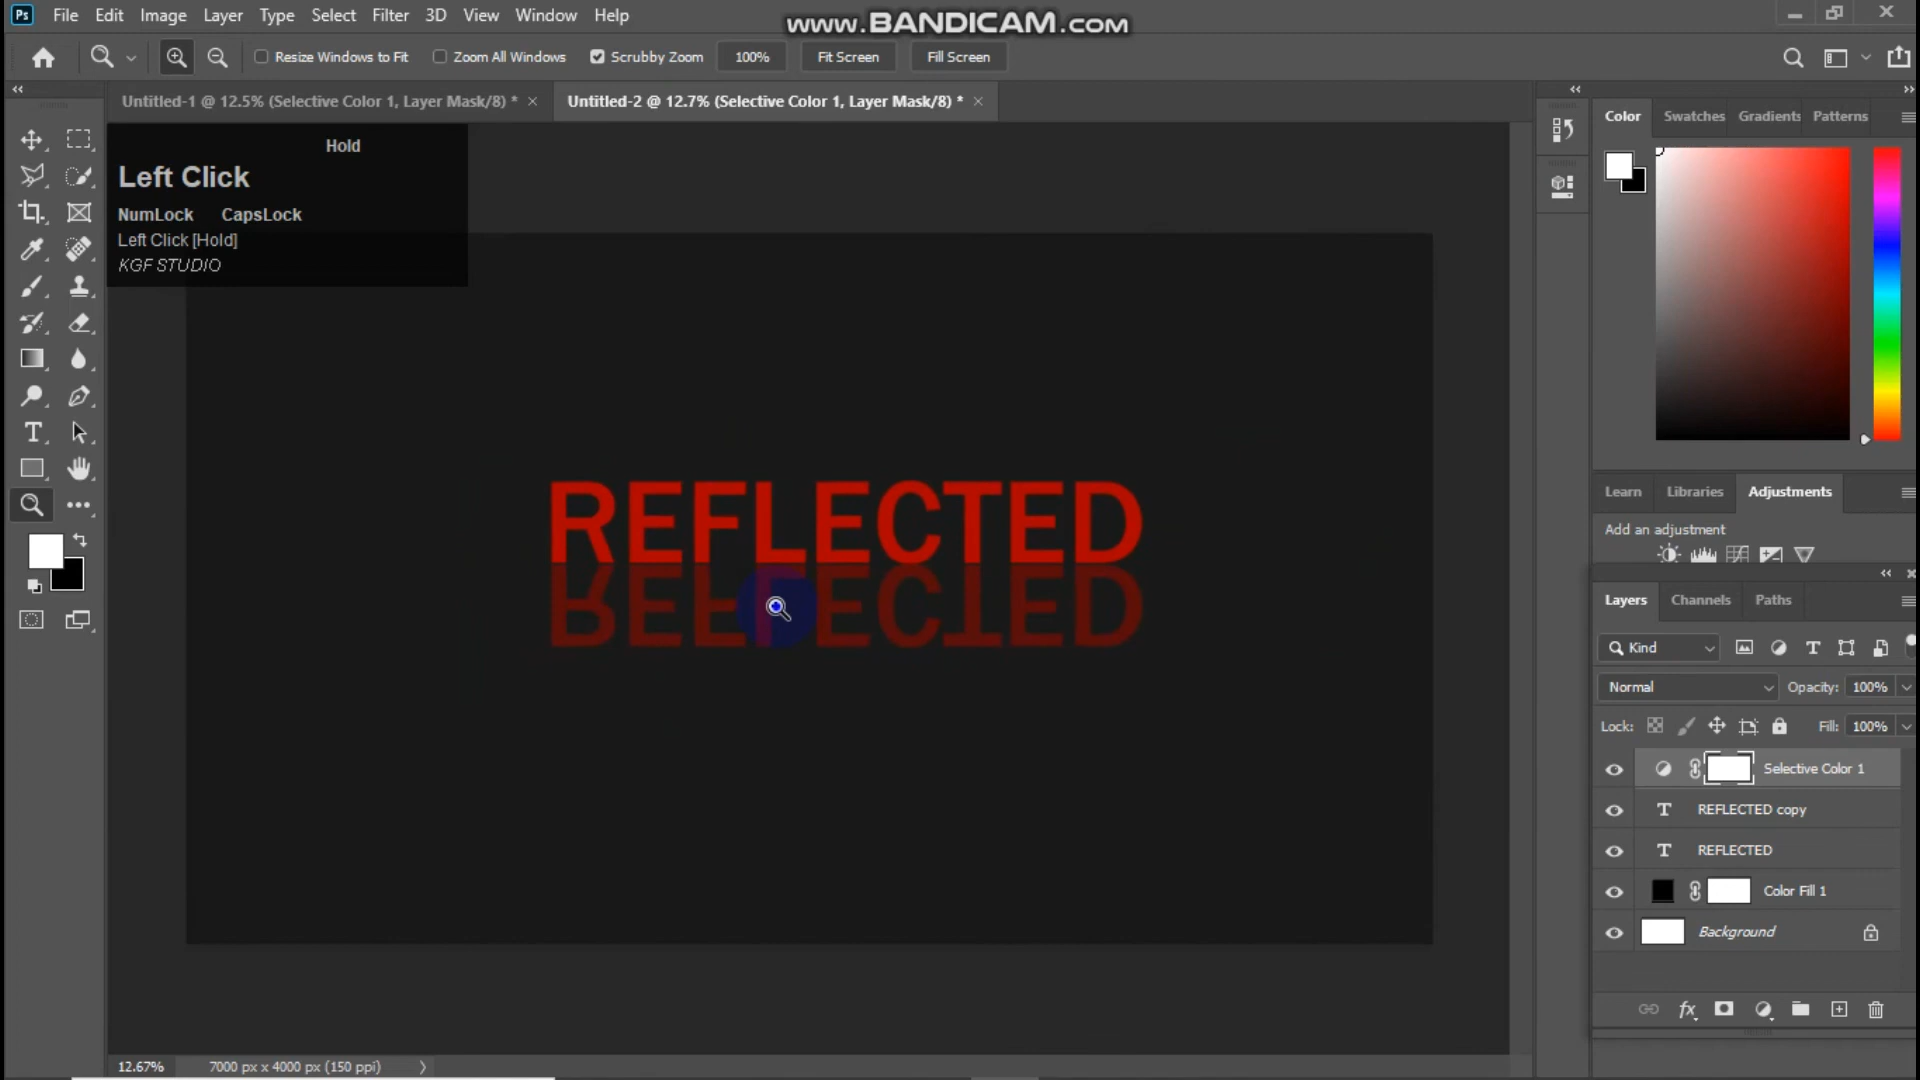 Ps File Edit Image Layer Type Select Filter 3D View Window Help
www.BANDICAM.com
Resize Windows to Fit Zoom All Windows Scrubby Zoom 100% Fit Screen Fill Screen
Untitled-1 @ 12.5% (Selective Color 1, Layer Mask/8) * Untitled-2 @ 12.7% (Selective Color 1, Layer Mask/8) *
Color Swatches Gradients Patterns
Hold
Left Click
NumLock CapsLock
Left Click [Hold]
KGF STUDIO
REFLECTED
REFLECTED
Learn Libraries Adjustments
Add an adjustment
Layers Channels Paths
Kind
Normal Opacity: 100%
Lock: Fill: 100%
Selective Color 1
T REFLECTED copy
T REFLECTED
Color Fill 1
Background
fx
12.67% 7000 px x 4000 px (150 ppi)